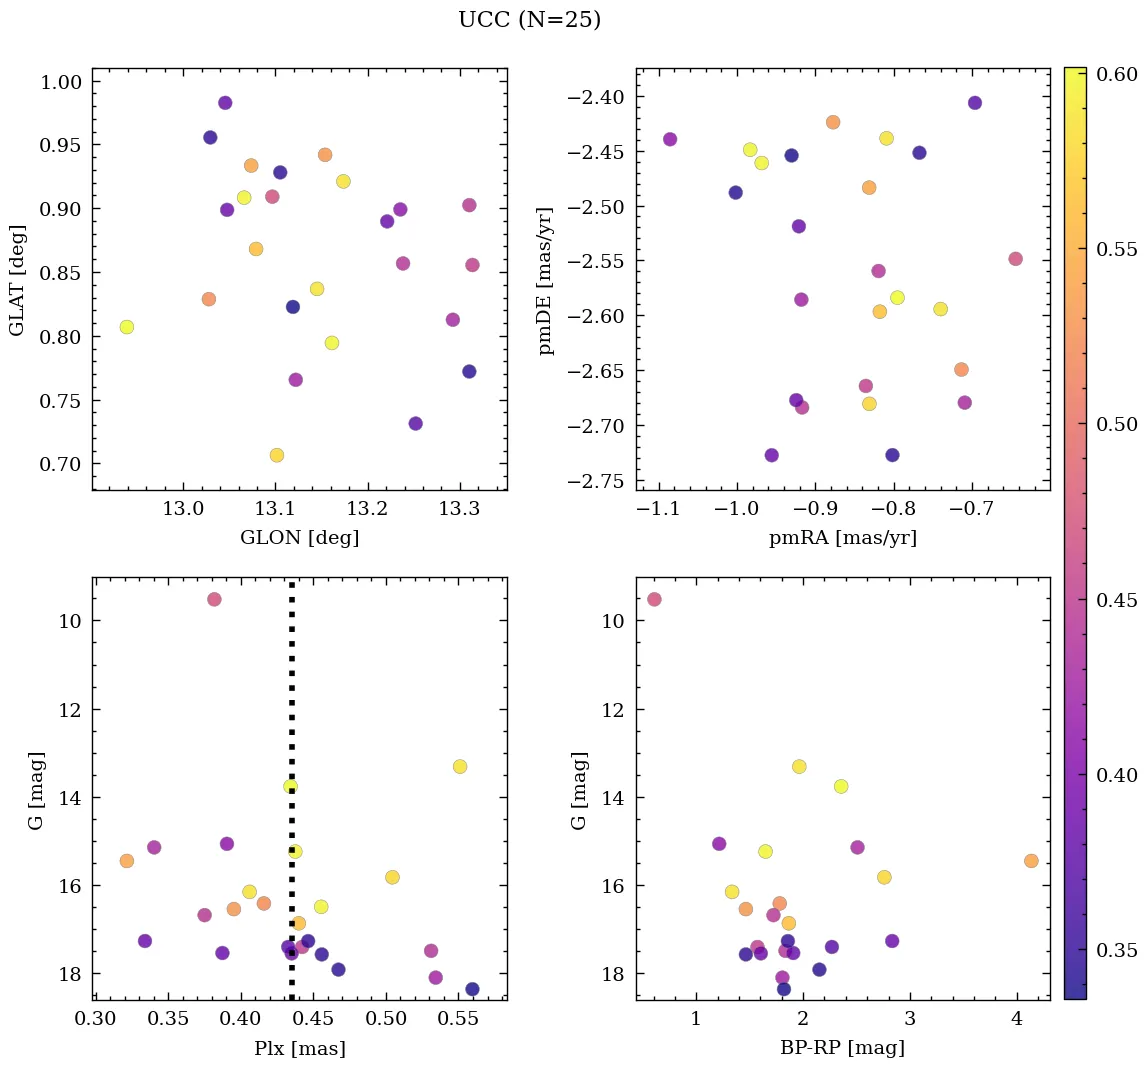 UCC (N=25)
1.00
0.95
0.90
0.85
0.80
0.75
0.70
GLAT [deg]
13.0 13.1 13.2 13.3
GLON [deg]
−2.40
−2.45
−2.50
−2.55
−2.60
−2.65
−2.70
−2.75
pmDE [mas/yr]
−1.1 −1.0 −0.9 −0.8 −0.7
pmRA [mas/yr]
0.60
0.55
0.50
0.45
0.40
0.35
10
12
14
16
18
G [mag]
0.30 0.35 0.40 0.45 0.50 0.55
Plx [mas]
10
12
14
16
18
G [mag]
1 2 3 4
BP-RP [mag]